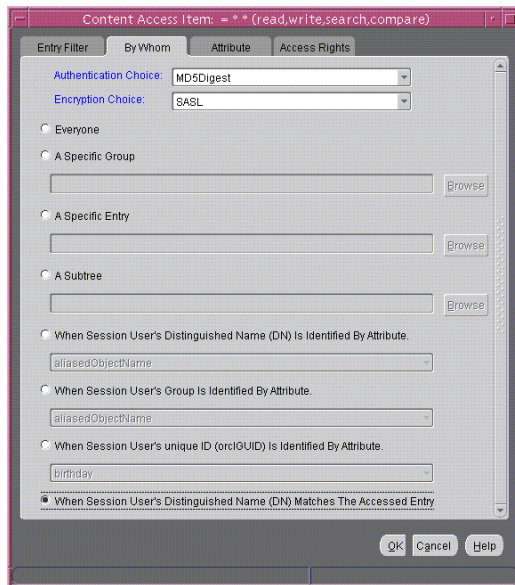 Content Access Item: = * * (read,write,search,compare)
Entry Filter By Whom Attribute Access Rights
Authentication Choice: MD5Digest
Encryption Choice: SASL
Everyone
A Specific Group
Browse
A Specific Entry
Browse
A Subtree
Browse
When Session User's Distinguished Name (DN) Is Identified By Attribute.
aliasedObjectName
When Session User's Group Is Identified By Attribute.
aliasedObjectName
When Session User's unique ID (orclGUID) Is Identified By Attribute.
birthday
When Session User's Distinguished Name (DN) Matches The Accessed Entry
OK Cancel Help